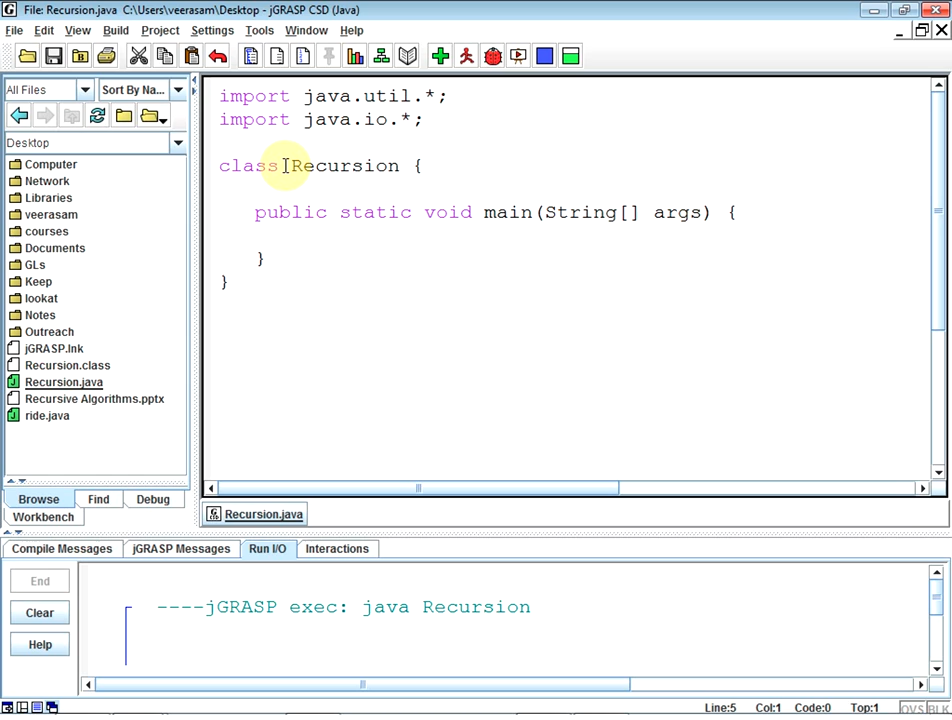 File: Recursion.java C:\Users\veerasam\Desktop - jGRASP CSD (Java)
File Edit View Build Project Settings Tools Window Help
All Files Sort By Na...
Desktop
Computer
Network
Libraries
veerasam
courses
Documents
GLs
Keep
lookat
Notes
Outreach
jGRASP.lnk
Recursion.class
Recursion.java
Recursive Algorithms.pptx
ride.java
Browse Find Debug
Workbench
import java.util.*;
import java.io.*;
class Recursion {
public static void main(String[] args) {
}
}
Recursion.java
Compile Messages jGRASP Messages Run I/O Interactions
End
Clear
Help
----jGRASP exec: java Recursion
Line:5 Col:1 Code:0 Top:1 OVS BLK